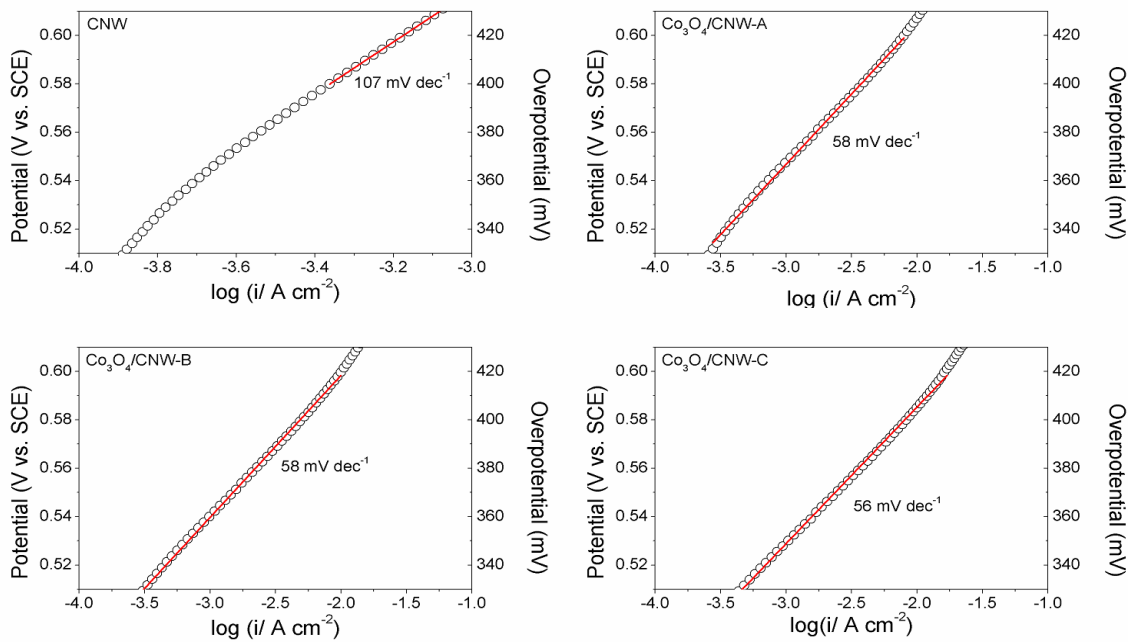 CNW
Potential (V vs. SCE)
0.60
0.58
0.56
0.54
0.52
107 mV dec⁻¹
420
400
380
360
340
Overpotential (mV)
-4.0 -3.8 -3.6 -3.4 -3.2 -3.0
log (i/ A cm⁻²)
Co₃O₄/CNW-A
Potential (V vs. SCE)
0.60
0.58
0.56
0.54
0.52
58 mV dec⁻¹
420
400
380
360
340
Overpotential (mV)
-4.0 -3.5 -3.0 -2.5 -2.0 -1.5 -1.0
log (i/ A cm⁻²)
Co₃O₄/CNW-B
Potential (V vs. SCE)
0.60
0.58
0.56
0.54
0.52
58 mV dec⁻¹
420
400
380
360
340
Overpotential (mV)
-4.0 -3.5 -3.0 -2.5 -2.0 -1.5 -1.0
log (i/ A cm⁻²)
Co₃O₄/CNW-C
Potential (V vs. SCE)
0.60
0.58
0.56
0.54
0.52
56 mV dec⁻¹
420
400
380
360
340
Overpotential (mV)
-4.0 -3.5 -3.0 -2.5 -2.0 -1.5 -1.0
log(i/ A cm⁻²)